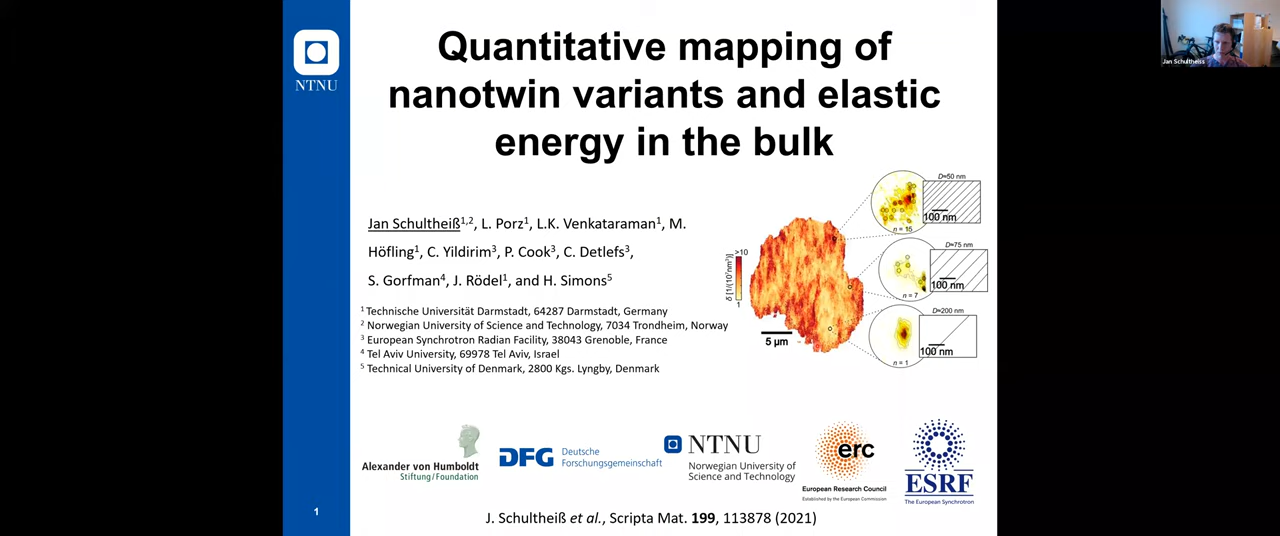 NTNU
Quantitative mapping of
nanotwin variants and elastic
energy in the bulk
Jan Schultheiss
Jan Schultheiß1,2, L. Porz1, L.K. Venkataraman1, M.
Höfling1, C. Yildirim3, P. Cook3, C. Detlefs3,
S. Gorfman4, J. Rödel1, and H. Simons5
1 Technische Universität Darmstadt, 64287 Darmstadt, Germany
2 Norwegian University of Science and Technology, 7034 Trondheim, Norway
3 European Synchrotron Radian Facility, 38043 Grenoble, France
4 Tel Aviv University, 69978 Tel Aviv, Israel
5 Technical University of Denmark, 2800 Kgs. Lyngby, Denmark
>10
1
5 µm
D=50 nm
100 nm
n = 15
D=75 nm
100 nm
n = 7
D=200 nm
100 nm
n = 1
Alexander von Humboldt
Stiftung/Foundation
DFG
Deutsche
Forschungsgemeinschaft
NTNU
Norwegian University of
Science and Technology
erc
European Research Council
Established by the European Commission
ESRF
The European Synchrotron
1
J. Schultheiß et al., Scripta Mat. 199, 113878 (2021)